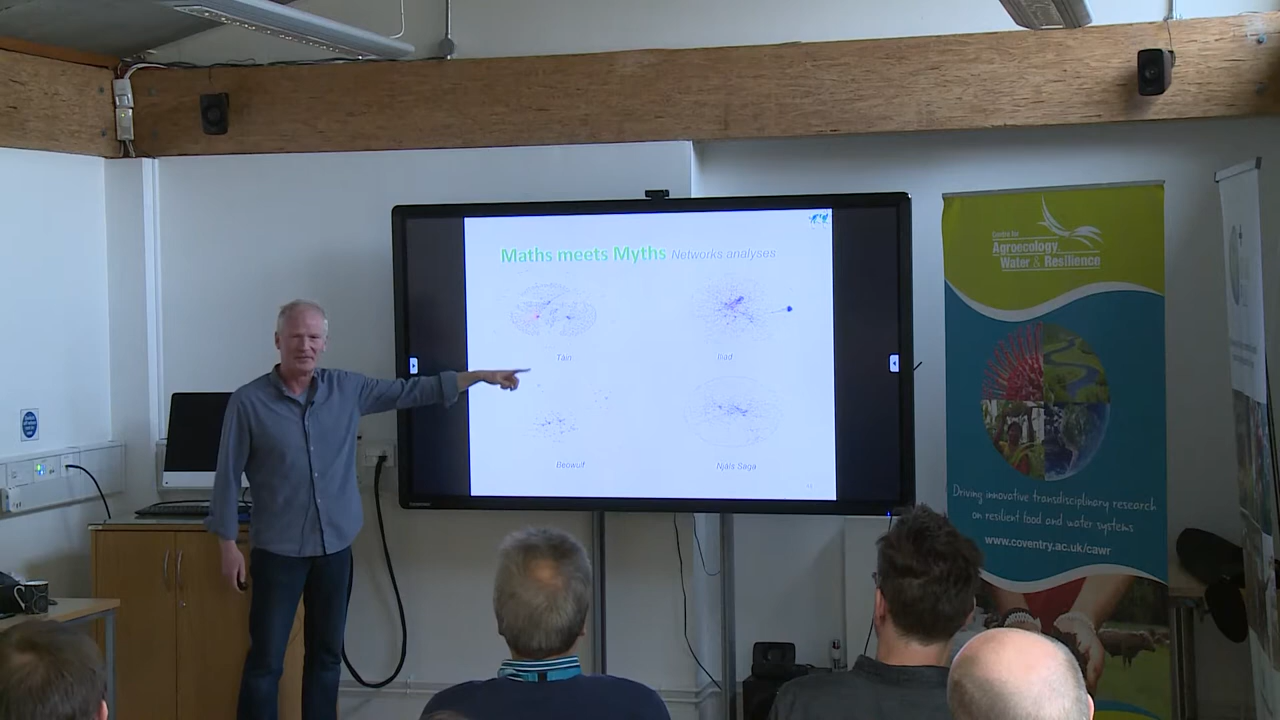 Maths meets Myths Networks analyses
Táin
Iliad
Beowulf
Njáls Saga
Centre for
Agroecology,
Water & Resilience
Driving innovative transdisciplinary research
on resilient food and water systems
www.coventry.ac.uk/cawr